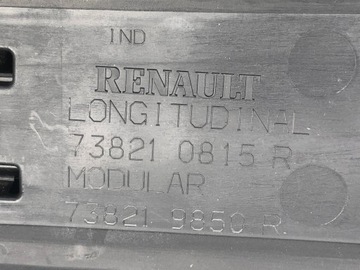 IND
RENAULT
LONGITUDINAL
73821 0815 R
MODULAR
73821 9850 R